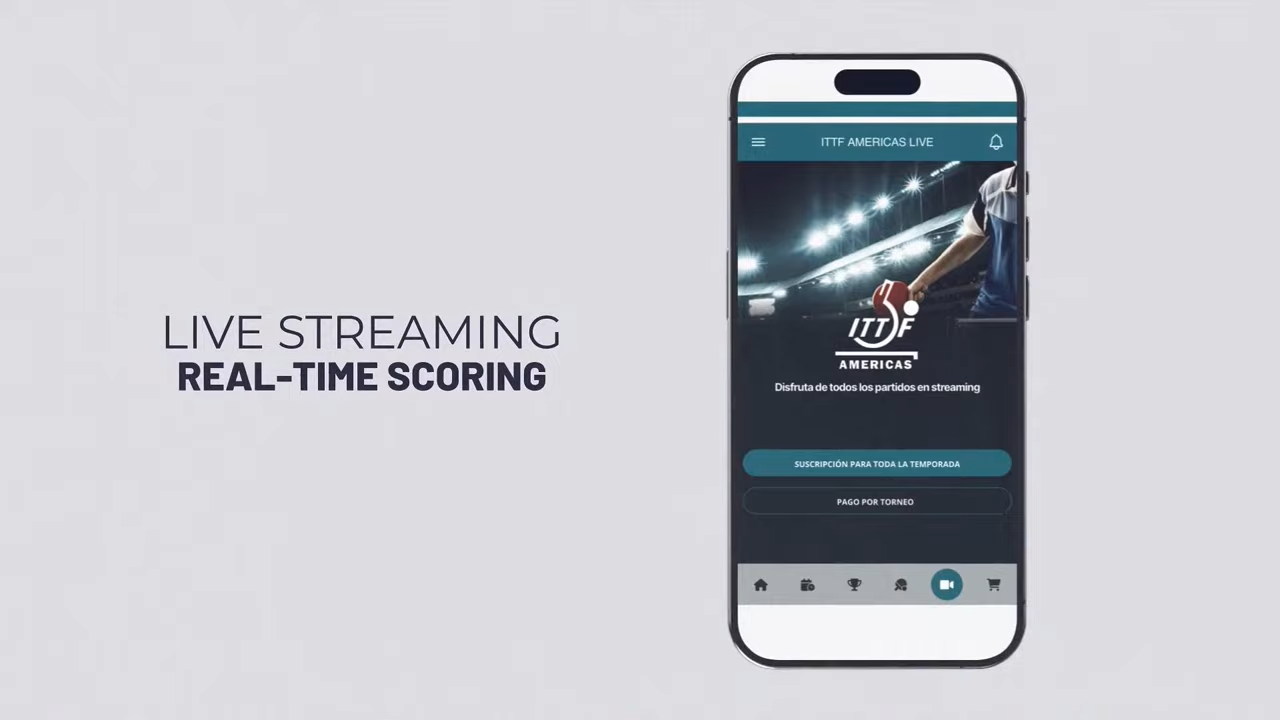 LIVE STREAMING
REAL-TIME SCORING
ITTF AMERICAS LIVE
ITTF
AMERICAS
Disfruta de todos los partidos en streaming
SUSCRIPCIÓN PARA TODA LA TEMPORADA
PAGO POR TORNEO